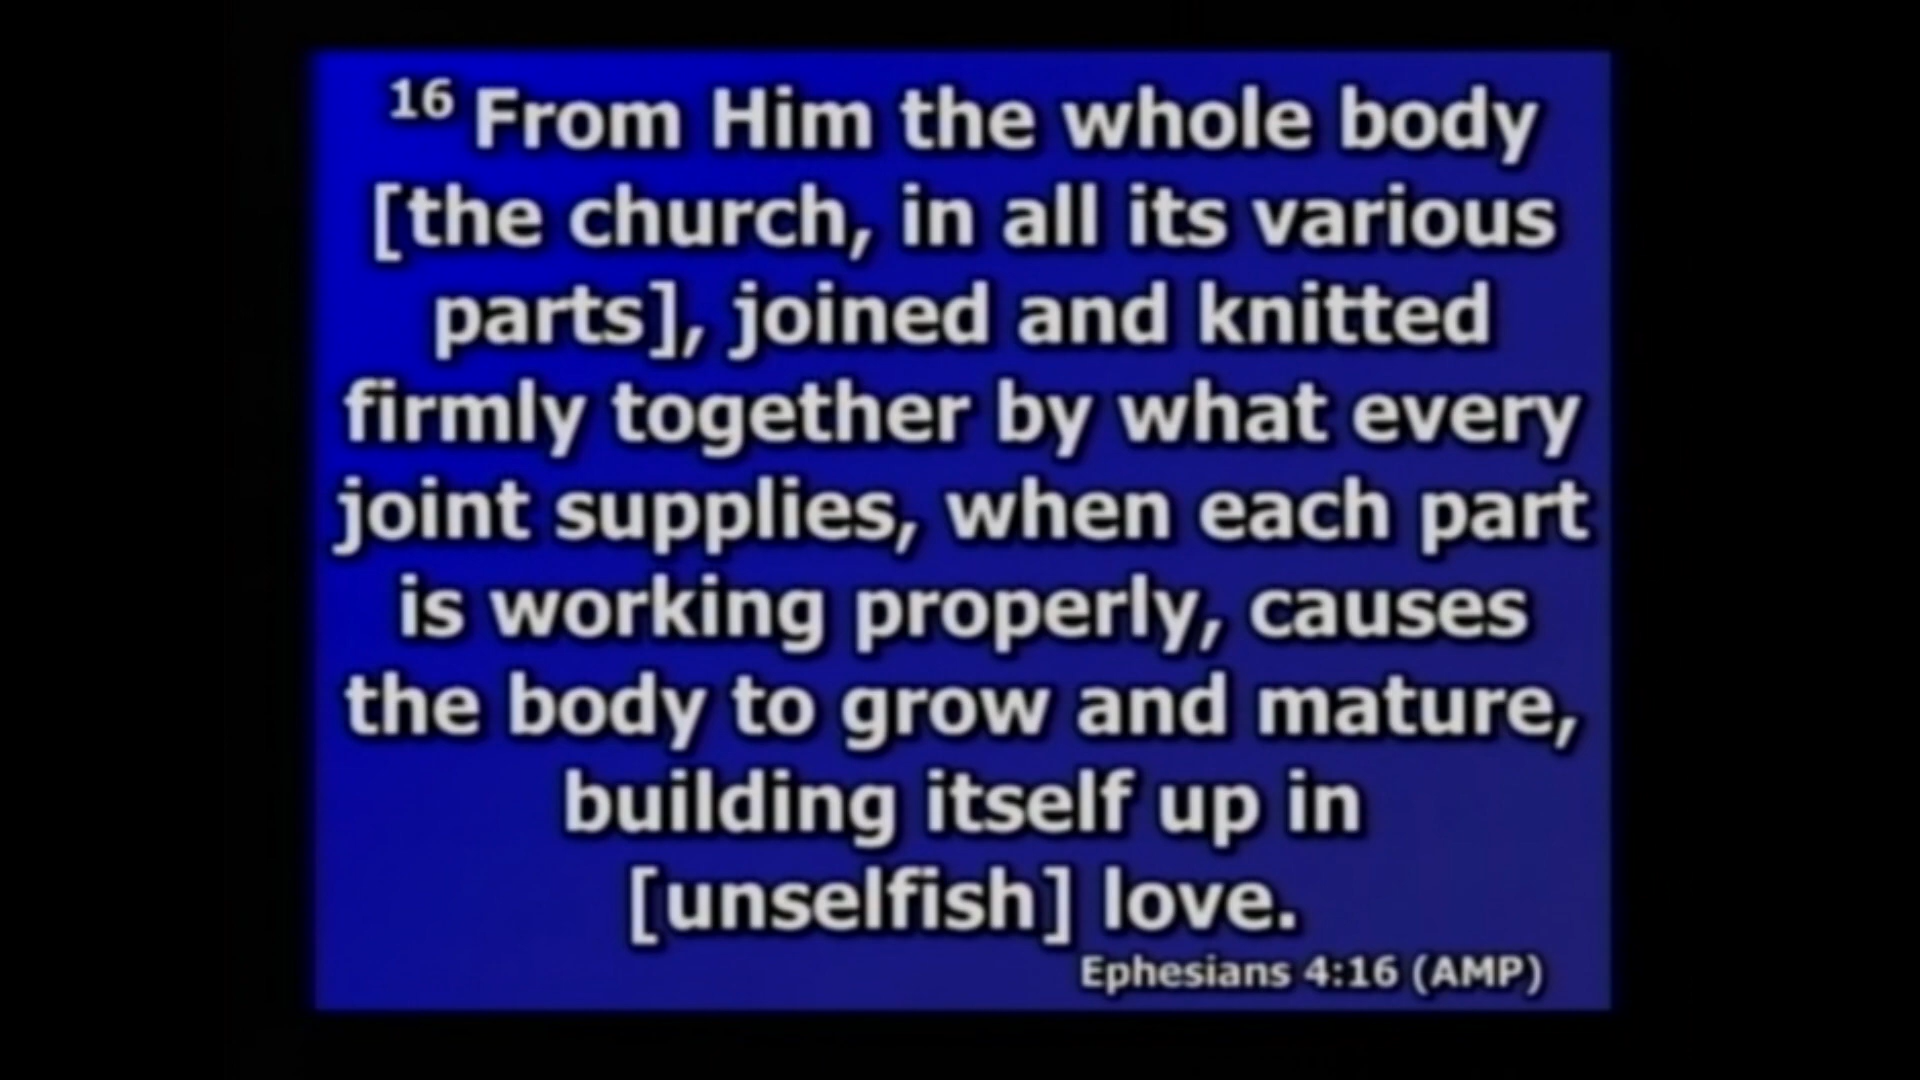 16 From Him the whole body
[the church, in all its various
parts], joined and knitted
firmly together by what every
joint supplies, when each part
is working properly, causes
the body to grow and mature,
building itself up in
[unselfish] love.
Ephesians 4:16 (AMP)